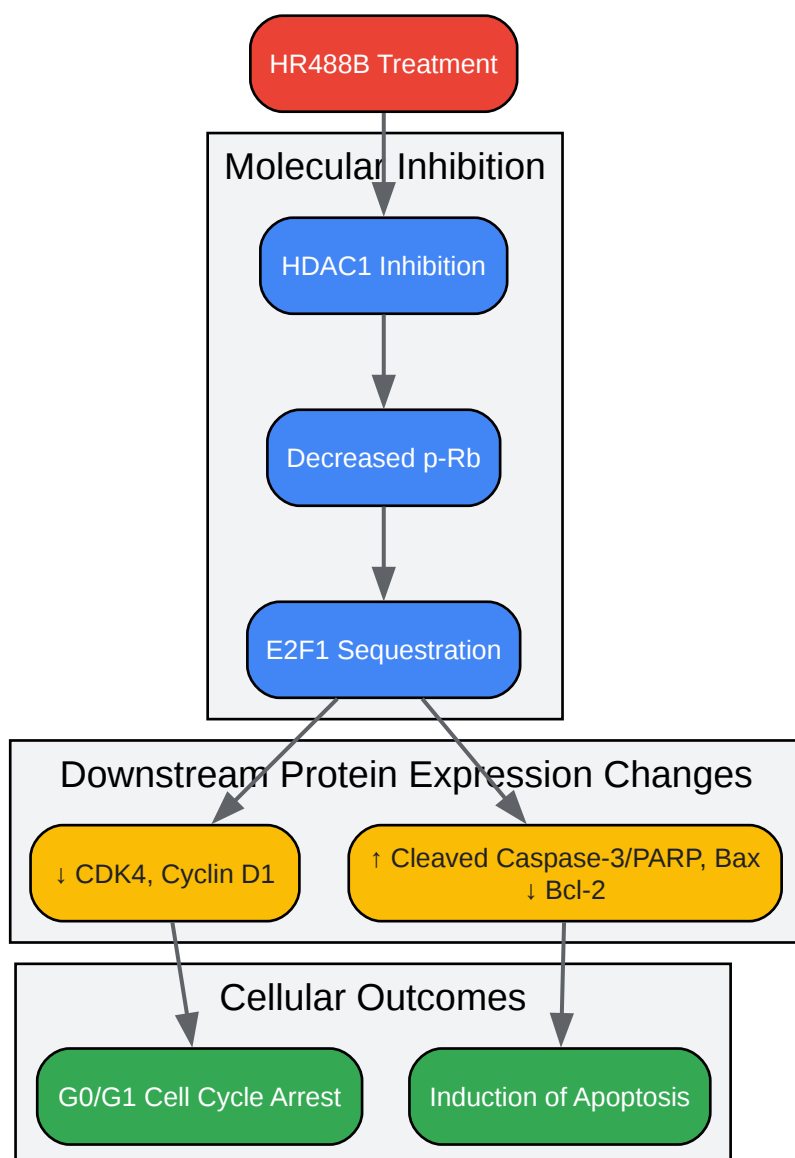 HR488B Treatment
Molecular Inhibition
HDAC1 Inhibition
Decreased p-Rb
E2F1 Sequestration
Downstream Protein Expression Changes
↓ CDK4, Cyclin D1
↑ Cleaved Caspase-3/PARP, Bax
↓ Bcl-2
Cellular Outcomes
G0/G1 Cell Cycle Arrest
Induction of Apoptosis